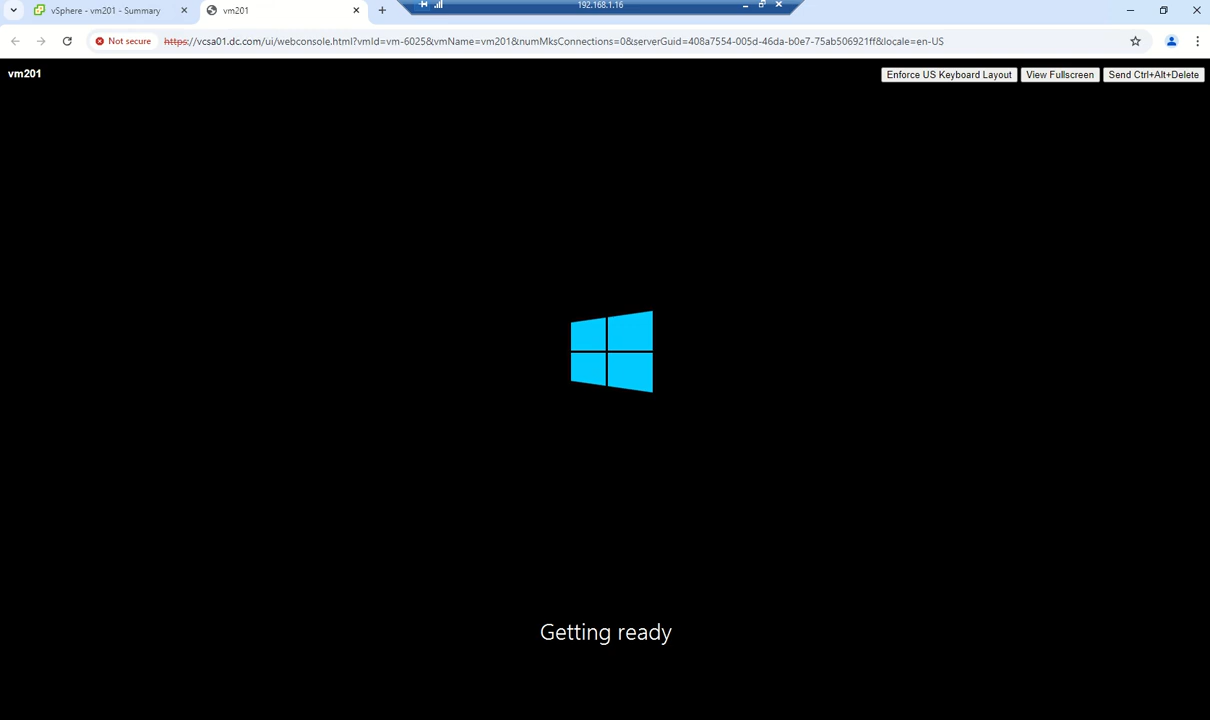 vSphere - vm201 - Summary
vm201
192.168.1.16
Not secure
https://vcsa01.dc.com/ui/webconsole.html?vmId=vm-6025&vmName=vm201&numMksConnections=0&serverGuid=408a7554-005d-46da-b0e7-75ab506921ff&locale=en-US
vm201
Enforce US Keyboard Layout
View Fullscreen
Send Ctrl+Alt+Delete
Getting ready